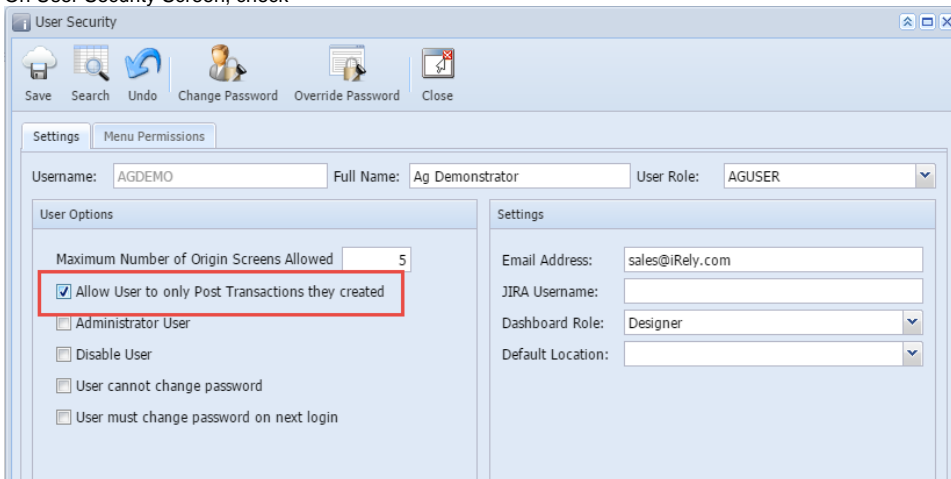 On User Security Screen, check
User Security
Save Search Undo Change Password Override Password Close
Settings Menu Permissions
Username: AGDEMO Full Name: Ag Demonstrator User Role: AGUSER
User Options Settings
Maximum Number of Origin Screens Allowed 5 Email Address: sales@iRely.com
Allow User to only Post Transactions they created JIRA Username:
Administrator User Dashboard Role: Designer
Disable User Default Location:
User cannot change password
User must change password on next login